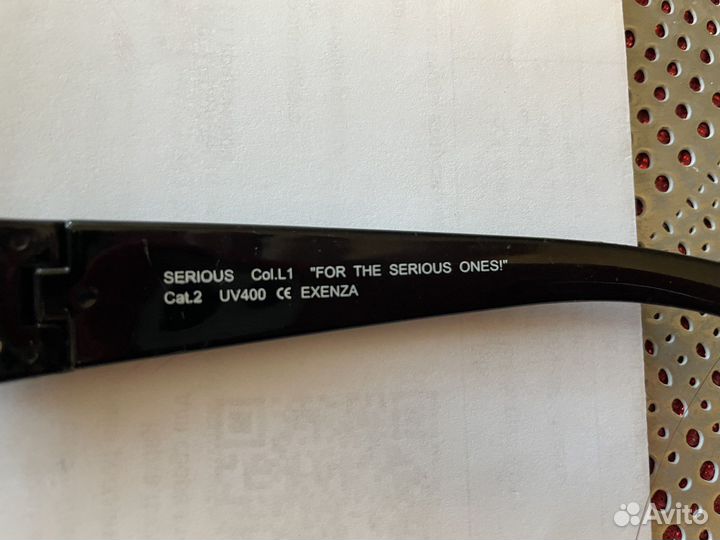 SERIOUS Col.L1 "FOR THE SERIOUS ONES!"
Cat.2 UV400 CE EXENZA
Avito